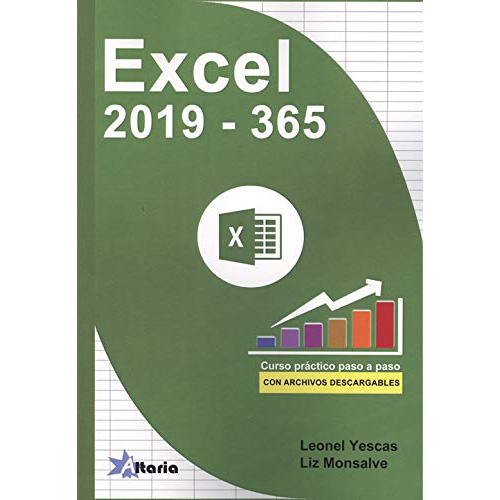 Excel
2019 - 365
X
Curso práctico paso a paso
CON ARCHIVOS DESCARGABLES
Leonel Yescas
Liz Monsalve
Altaria